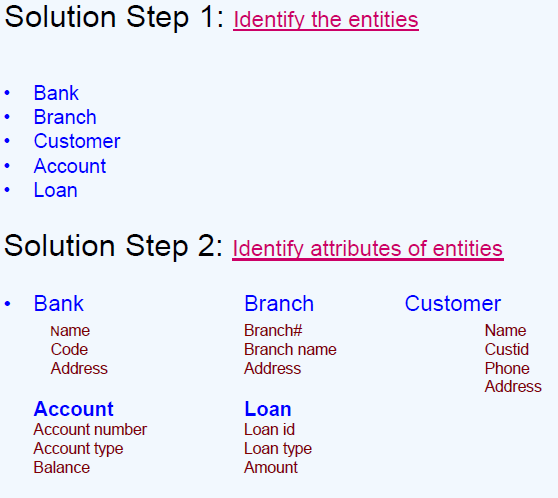 Solution Step 1: Identify the entities
• Bank
• Branch
• Customer
• Account
• Loan
Solution Step 2: Identify attributes of entities
• Bank Branch Customer
Name Branch# Name
Code Branch name Custid
Address Address Phone
Address
Account Loan
Account number Loan id
Account type Loan type
Balance Amount